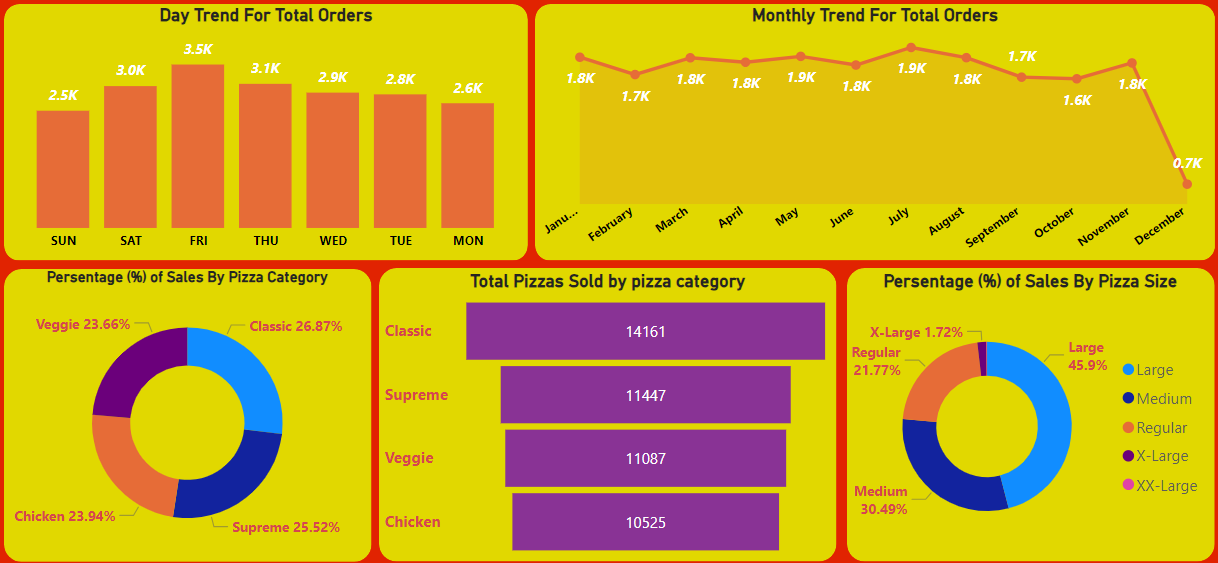 Day Trend For Total Orders
2.5K
3.0K
3.5K
3.1K
2.9K
2.8K
2.6K
SUN
SAT
FRI
THU
WED
TUE
MON
Monthly Trend For Total Orders
1.8K
1.7K
1.8K
1.8K
1.9K
1.8K
1.9K
1.8K
1.7K
1.6K
1.8K
0.7K
Janu...
February
March
April
May
June
July
August
September
October
November
December
Persentage (%) of Sales By Pizza Category
Veggie 23.66%
Classic 26.87%
Chicken 23.94%
Supreme 25.52%
Total Pizzas Sold by pizza category
Classic 14161
Supreme 11447
Veggie 11087
Chicken 10525
Persentage (%) of Sales By Pizza Size
X-Large 1.72%
Regular
21.77%
Large
45.9%
Medium
30.49%
Large
Medium
Regular
X-Large
XX-Large